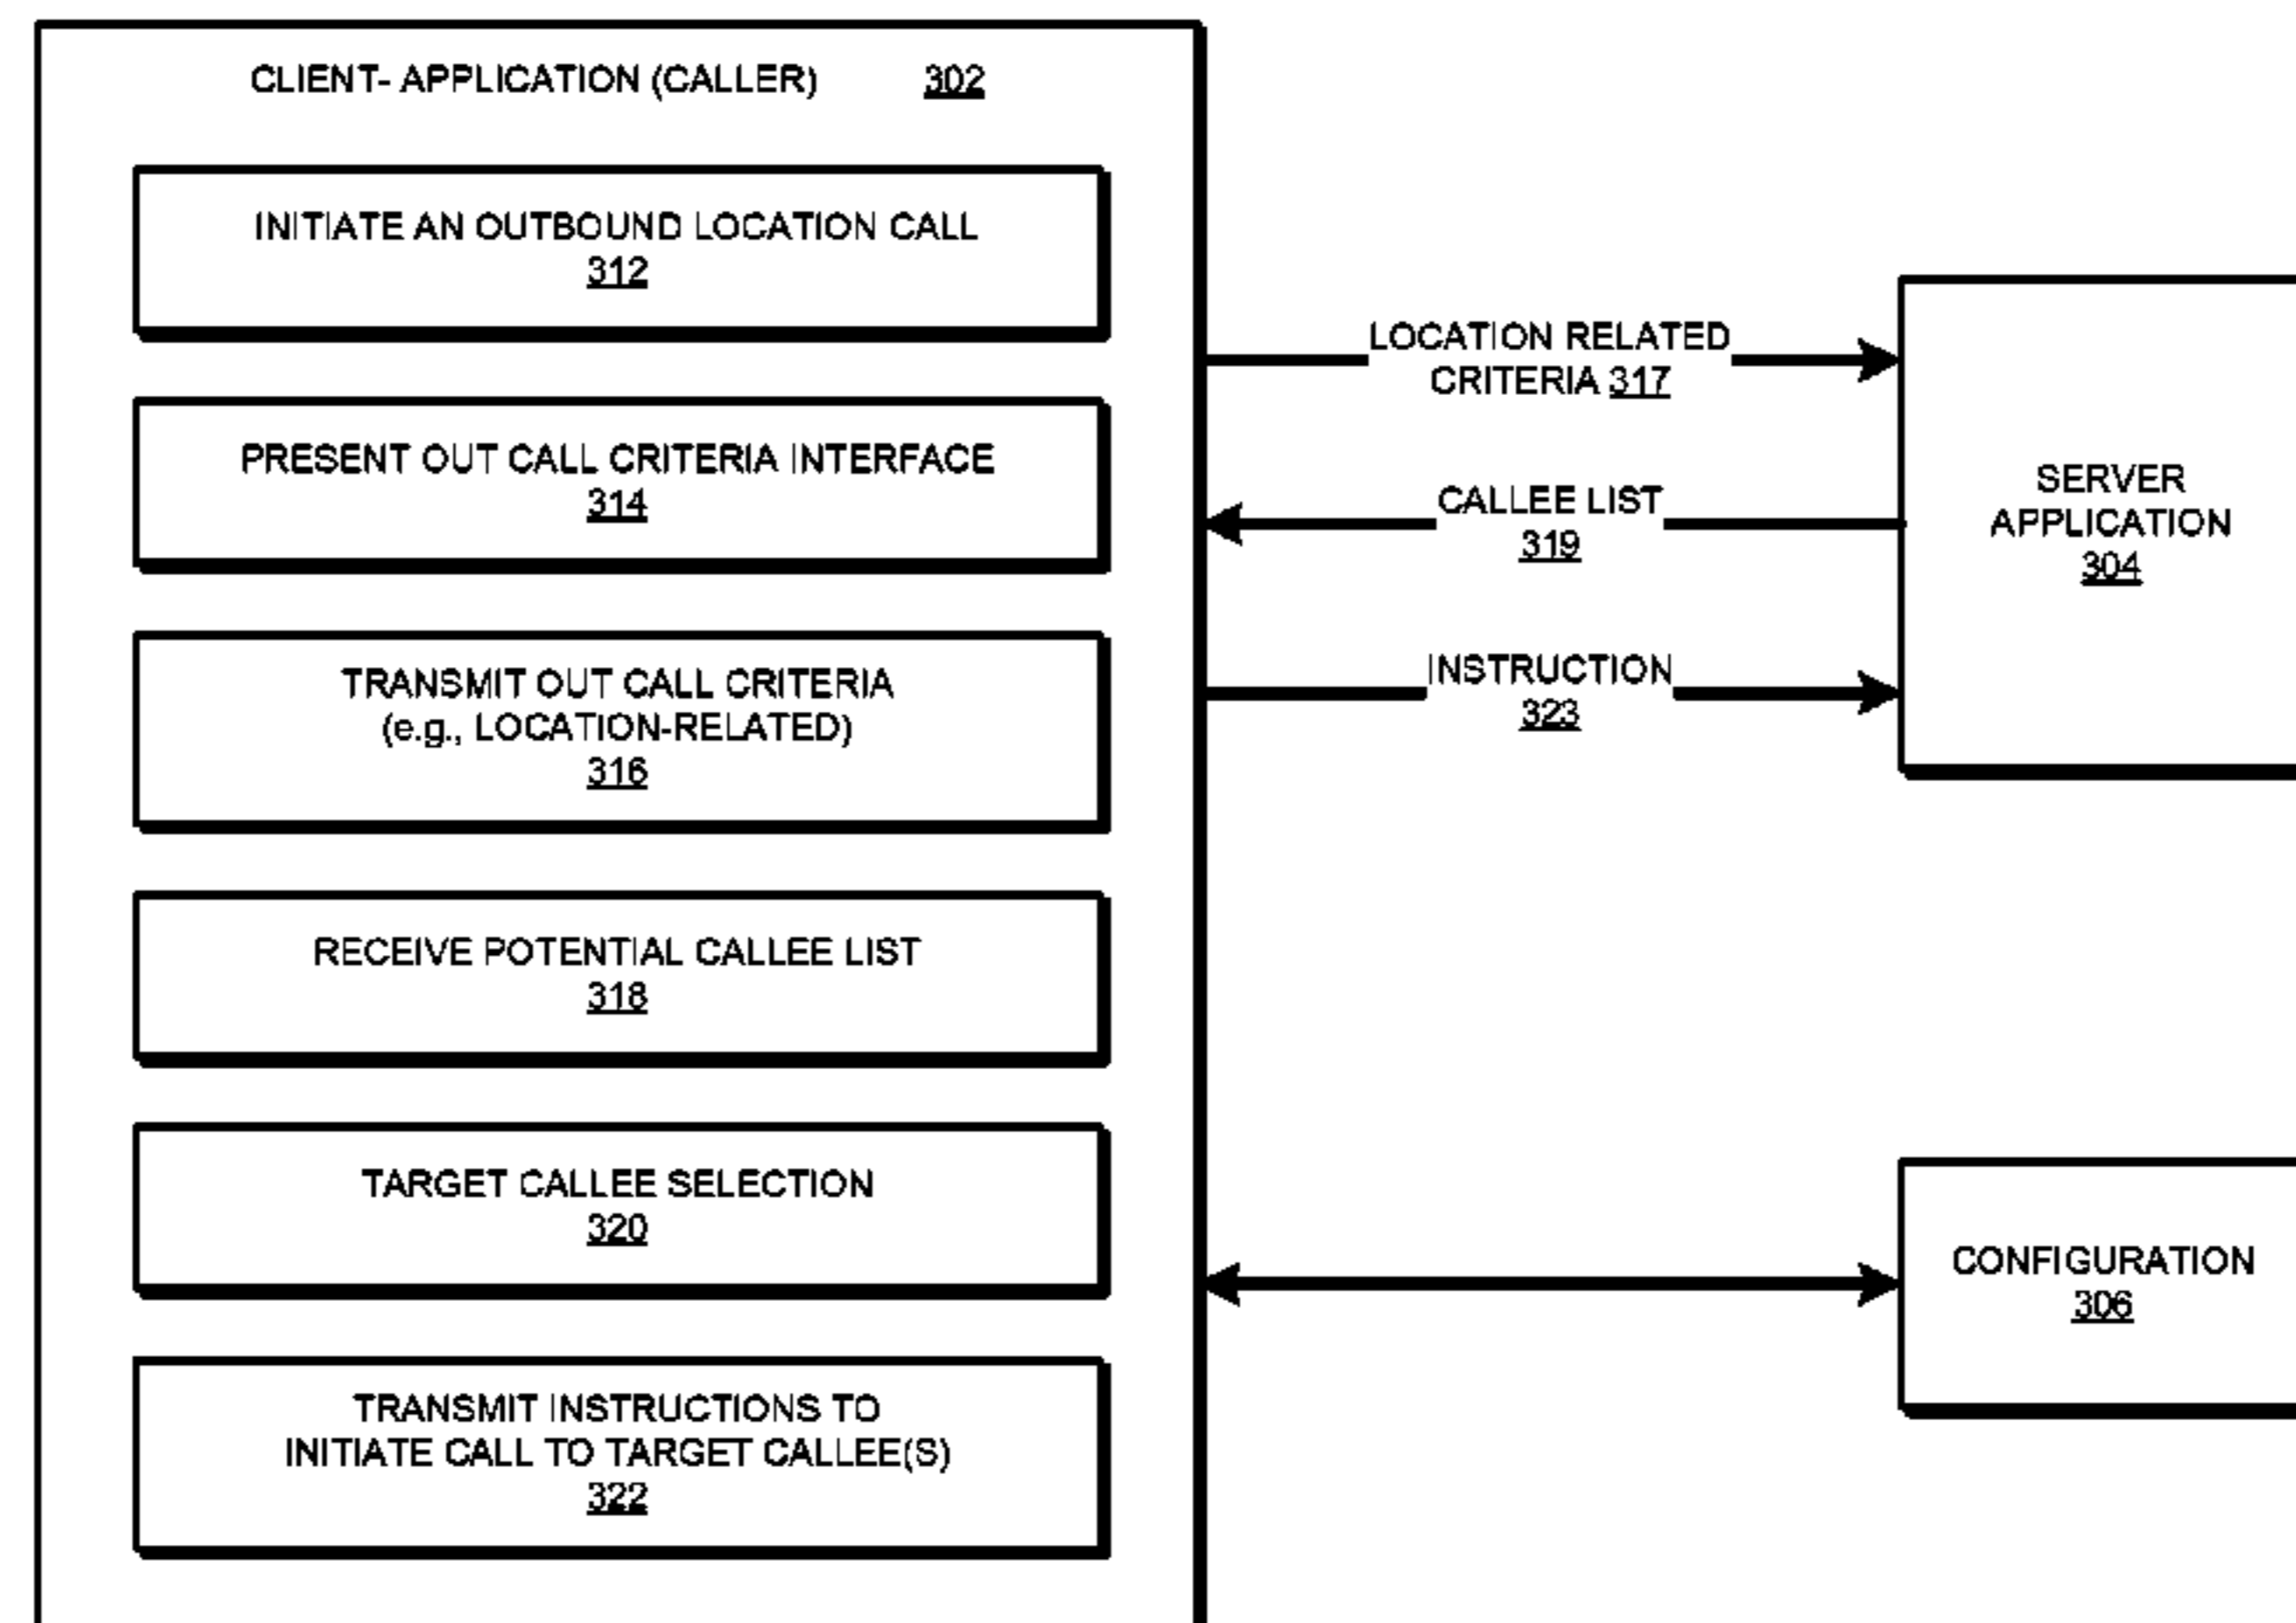 CLIENT- APPLICATION (CALLER) 302
INITIATE AN OUTBOUND LOCATION CALL
312
PRESENT OUT CALL CRITERIA INTERFACE
314
TRANSMIT OUT CALL CRITERIA
(e.g., LOCATION-RELATED)
316
RECEIVE POTENTIAL CALLEE LIST
318
TARGET CALLEE SELECTION
320
TRANSMIT INSTRUCTIONS TO
INITIATE CALL TO TARGET CALLEE(S)
322
LOCATION RELATED
CRITERIA 317
CALLEE LIST
319
INSTRUCTION
323
SERVER
APPLICATION
304
CONFIGURATION
306